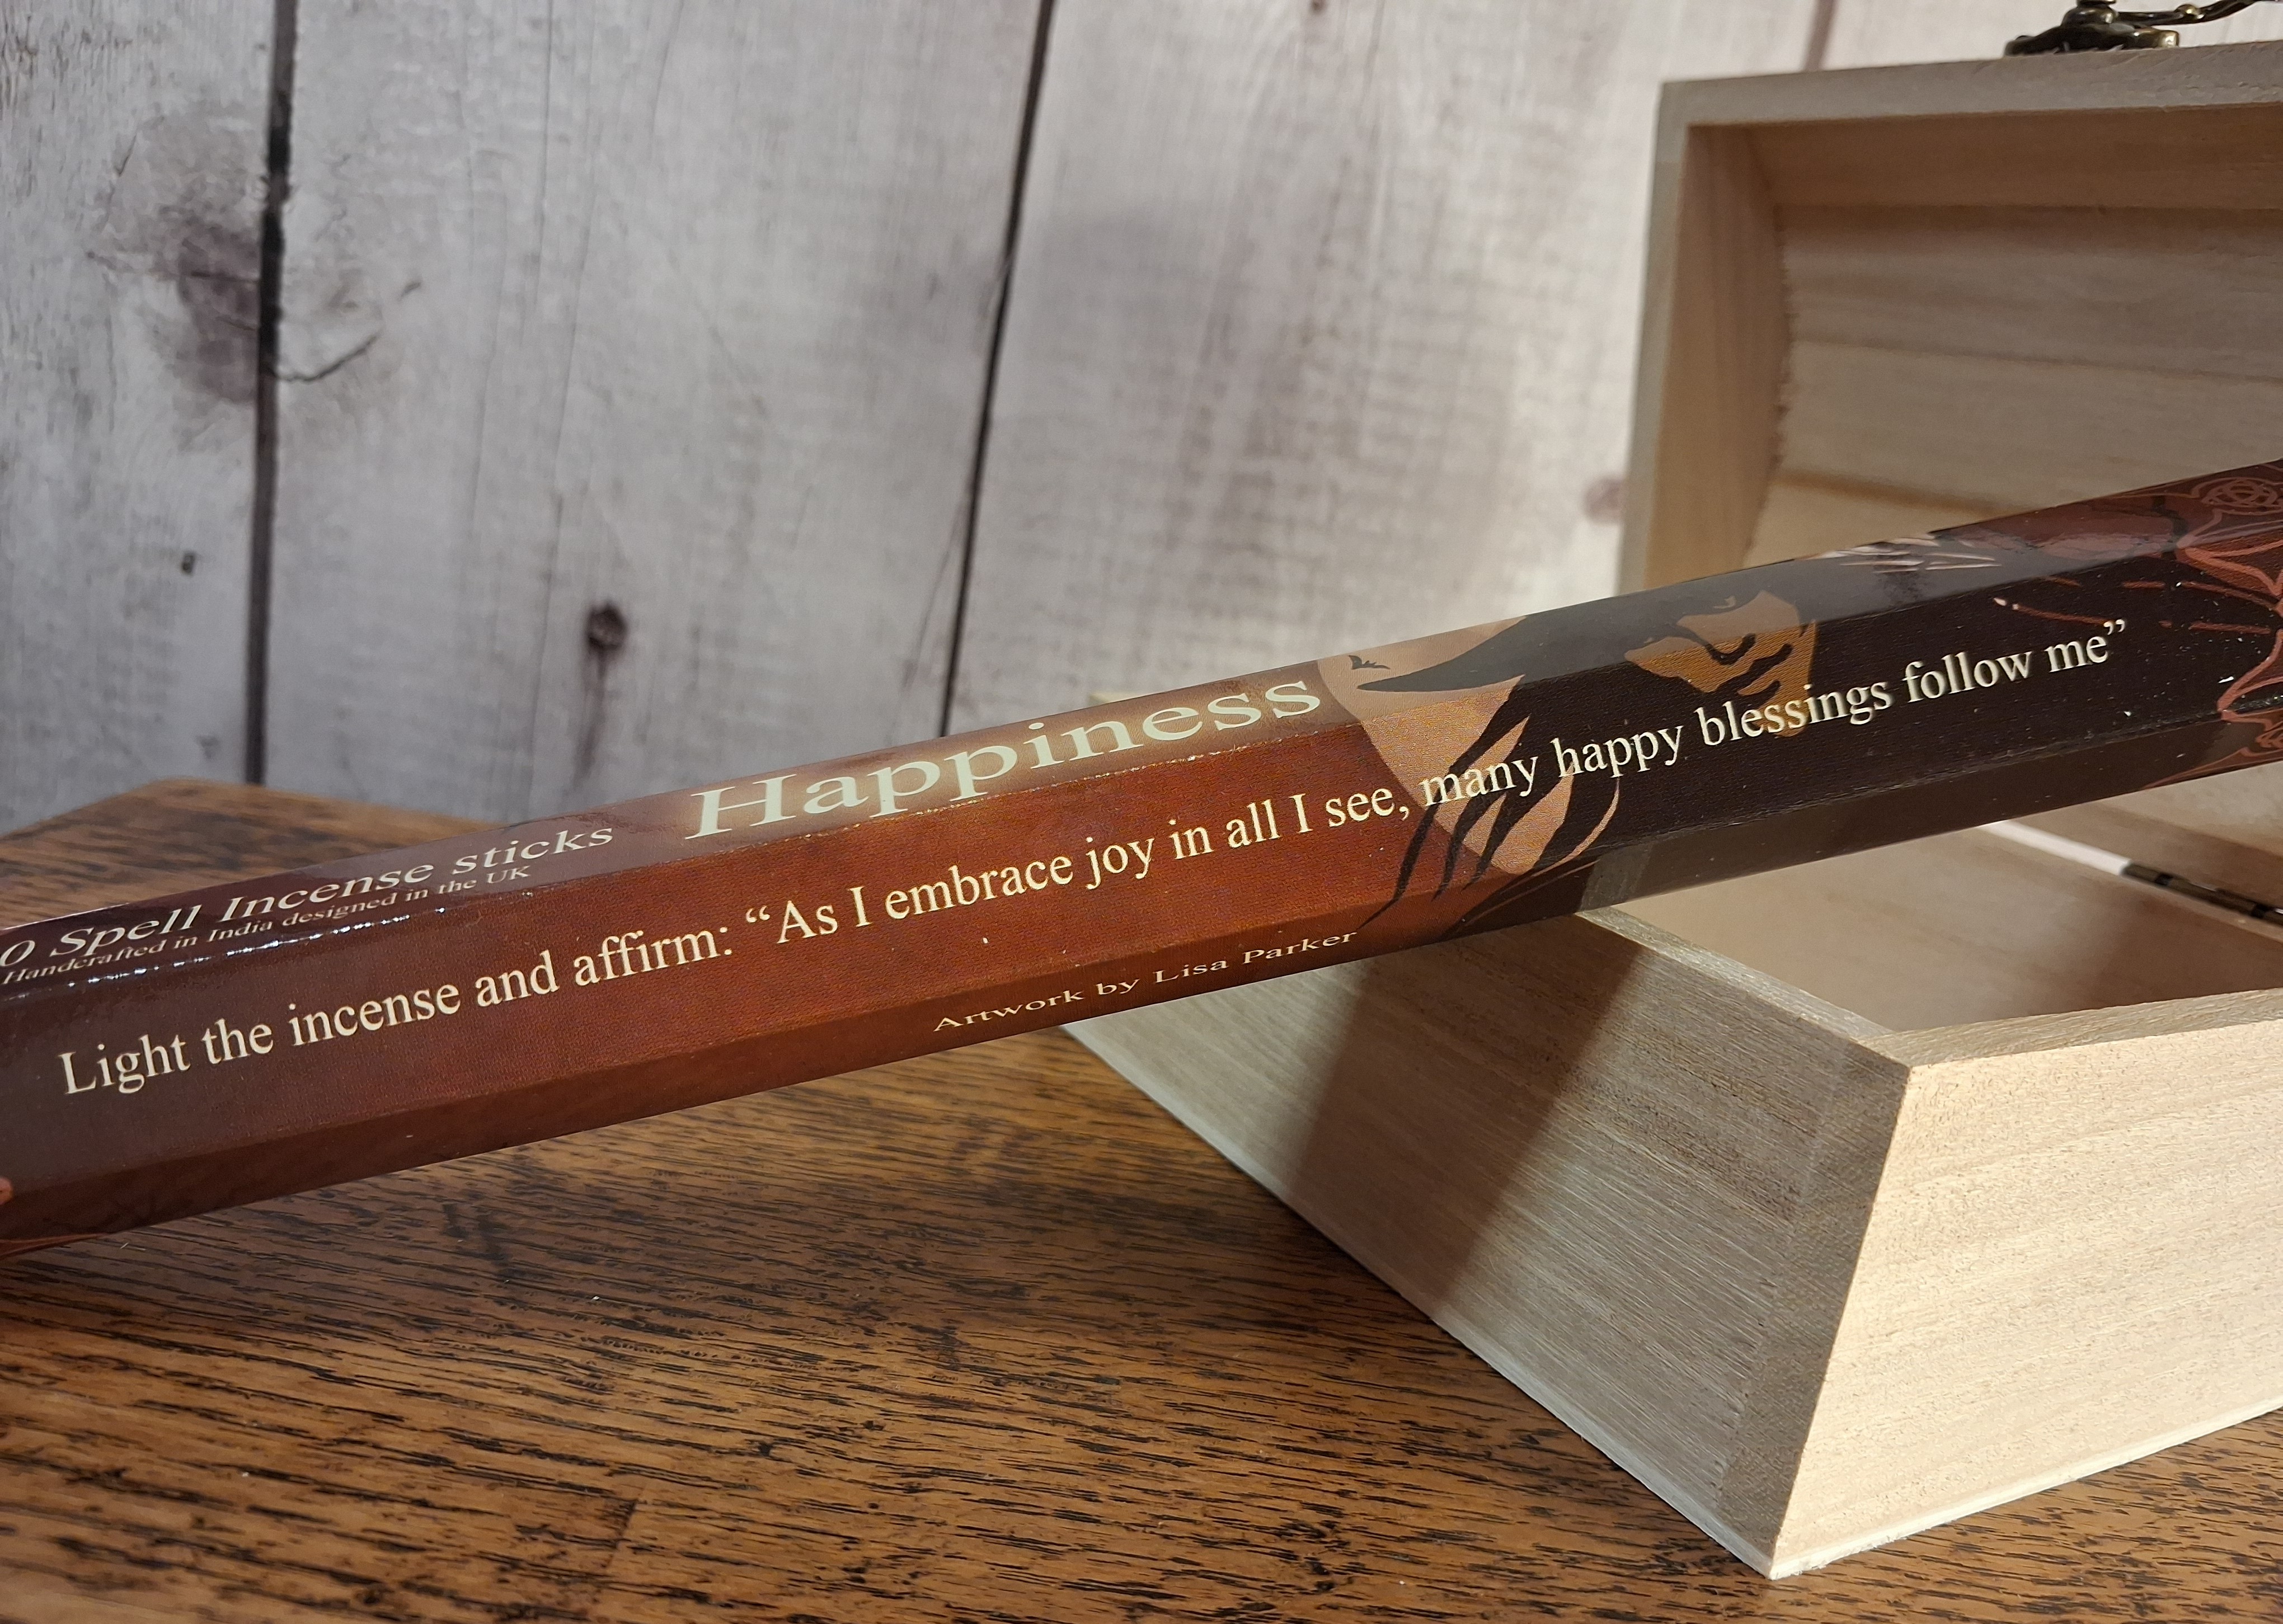 0 Spell Incense sticks
Handcrafted in India designed in the UK
Happiness
Light the incense and affirm: “As I embrace joy in all I see, many happy blessings follow me”
Artwork by Lisa Parker